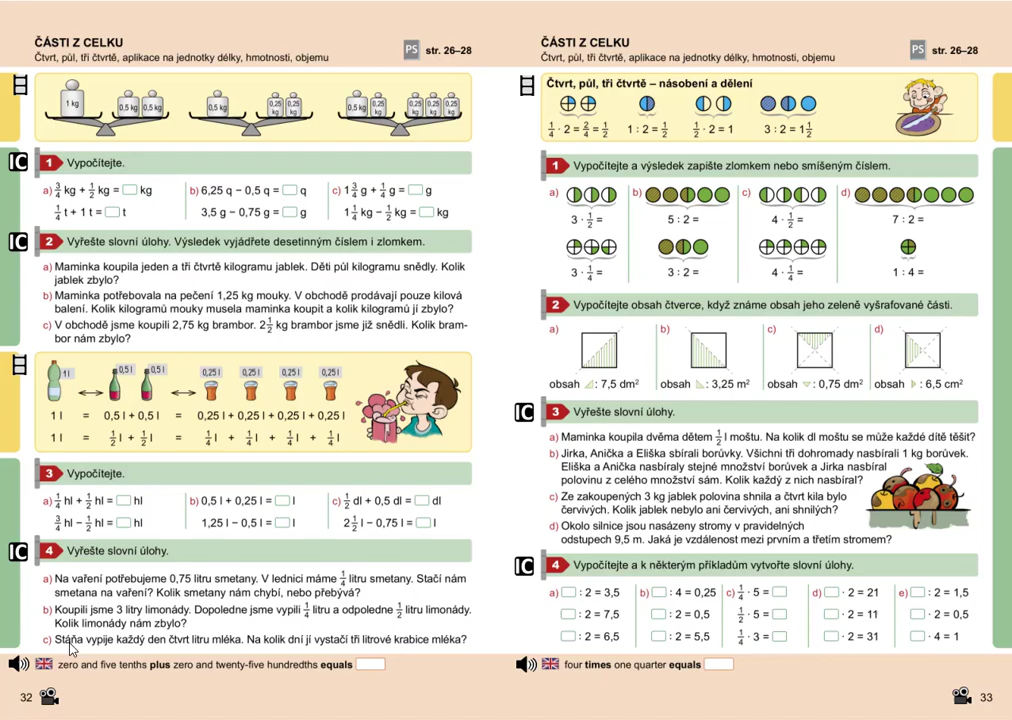 ČÁSTI Z CELKU
Čtvrt, půl, tři čtvrtě, aplikace na jednotky délky, hmotnosti, objemu
PS str. 26–28
1 kg 0,5 kg 0,5 kg 0,5 kg 0,25 kg 0,25 kg 0,5 kg 0,25 kg 0,25 kg 0,25 kg 0,25 kg
IC 1 Vypočítejte.
a) 3/4 kg + 1/2 kg = kg b) 6,25 q – 0,5 q = q c) 1 3/4 g + 1/4 g = g
1/4 t + 1 t = t 3,5 g – 0,75 g = g 1 1/4 kg – 1/2 kg = kg
IC 2 Vyřešte slovní úlohy. Výsledek vyjádřete desetinným číslem i zlomkem.
a) Maminka koupila jeden a tři čtvrtě kilogramu jablek. Děti půl kilogramu snědly. Kolik
jablek zbylo?
b) Maminka potřebovala na pečení 1,25 kg mouky. V obchodě prodávají pouze kilová
balení. Kolik kilogramů mouky musela maminka koupit a kolik kilogramů jí zbylo?
c) V obchodě jsme koupili 2,75 kg brambor. 2 1/2 kg brambor jsme již snědli. Kolik bram-
bor nám zbylo?
1 l 0,5 l 0,5 l 0,25 l 0,25 l 0,25 l 0,25 l
1 l = 0,5 l + 0,5 l = 0,25 l + 0,25 l + 0,25 l + 0,25 l
1 l = 1/2 l + 1/2 l = 1/4 l + 1/4 l + 1/4 l + 1/4 l
3 Vypočítejte.
a) 1/4 hl + 1/2 hl = hl b) 0,5 l + 0,25 l = l c) 1/2 dl + 0,5 dl = dl
3/4 hl – 1/2 hl = hl 1,25 l – 0,5 l = l 2 1/2 l – 0,75 l = l
IC 4 Vyřešte slovní úlohy.
a) Na vaření potřebujeme 0,75 litru smetany. V lednici máme 1/4 litru smetany. Stačí nám
smetana na vaření? Kolik smetany nám chybí, nebo přebývá?
b) Koupili jsme 3 litry limonády. Dopoledne jsme vypili 1/4 litru a odpoledne 1/2 litru limonády.
Kolik limonády nám zbylo?
c) Stáňa vypije každý den čtvrt litru mléka. Na kolik dní jí vystačí tři litrové krabice mléka?
zero and five tenths plus zero and twenty-five hundredths equals
32
ČÁSTI Z CELKU
Čtvrt, půl, tři čtvrtě, aplikace na jednotky délky, hmotnosti, objemu
PS str. 26–28
Čtvrt, půl, tři čtvrtě – násobení a dělení
1/4 · 2 = 2/4 = 1/2 1 : 2 = 1/2 1/2 · 2 = 1 3 : 2 = 1 1/2
1 Vypočítejte a výsledek zapište zlomkem nebo smíšeným číslem.
a) b) c) d)
3 · 1/2 = 5 : 2 = 4 · 1/2 = 7 : 2 =
3 · 1/4 = 3 : 2 = 4 · 1/4 = 1 : 4 =
2 Vypočítejte obsah čtverce, když známe obsah jeho zeleně vyšrafované části.
a) b) c) d)
obsah : 7,5 dm² obsah : 3,25 m² obsah : 0,75 dm² obsah : 6,5 cm²
IC 3 Vyřešte slovní úlohy.
a) Maminka koupila dvěma dětem 1/2 l moštu. Na kolik dl moštu se může každé dítě těšit?
b) Jirka, Anička a Eliška sbírali borůvky. Všichni tři dohromady nasbírali 1 kg borůvek.
Eliška a Anička nasbíraly stejné množství borůvek a Jirka nasbíral
polovinu z celého množství sám. Kolik každý z nich nasbíral?
c) Ze zakoupených 3 kg jablek polovina shnila a čtvrt kila bylo
červivých. Kolik jablek nebylo ani červivých, ani shnilých?
d) Okolo silnice jsou nasázeny stromy v pravidelných
odstupech 9,5 m. Jaká je vzdálenost mezi prvním a třetím stromem?
IC 4 Vypočítejte a k některým příkladům vytvořte slovní úlohy.
a) : 2 = 3,5 b) : 4 = 0,25 c) 1/4 · 5 = d) · 2 = 21 e) : 2 = 1,5
: 2 = 7,5 : 2 = 0,5 1/2 · 5 = · 2 = 11 · 2 = 0,5
: 2 = 6,5 : 2 = 5,5 1/4 · 3 = · 2 = 31 · 4 = 1
four times one quarter equals
33